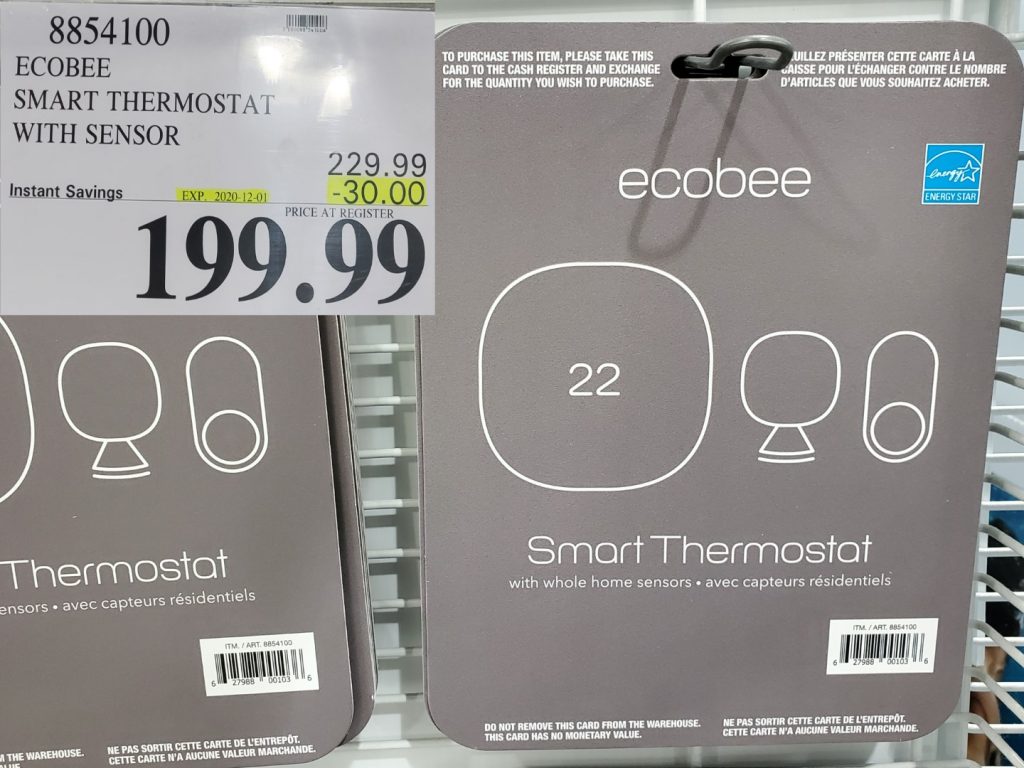 8854100
ECOBEE
SMART THERMOSTAT
WITH SENSOR
229.99
Instant Savings EXP. 2020-12-01 -30.00
PRICE AT REGISTER
199.99
TO PURCHASE THIS ITEM, PLEASE TAKE THIS
CARD TO THE CASH REGISTER AND EXCHANGE
FOR THE QUANTITY YOU WISH TO PURCHASE.
PRÉSENTER CETTE CARTE À LA
CAISSE POUR L'ÉCHANGER CONTRE LE NOMBRE
D'ARTICLES QUE VOUS SOUHAITEZ ACHETER.
ecobee
energy
ENERGY STAR
22
Smart Thermostat
with whole home sensors • avec capteurs résidentiels
ITM. / ART. 8854100
6 27988 00103 6
DO NOT REMOVE THIS CARD FROM THE WAREHOUSE.
THIS CARD HAS NO MONETARY VALUE.
NE PAS SORTIR CETTE CARTE DE L'ENTREPÔT.
CETTE CARTE N'A AUCUNE VALEUR MARCHANDE.
Thermostat
ensors • avec capteurs résidentiels
ITM. / ART. 8854100
6 27988 00103 6
THE WAREHOUSE.
NE PAS SORTIR CETTE CARTE DE L'ENTREPÔT.
CETTE CARTE N'A AUCUNE VALEUR MARCHANDE.